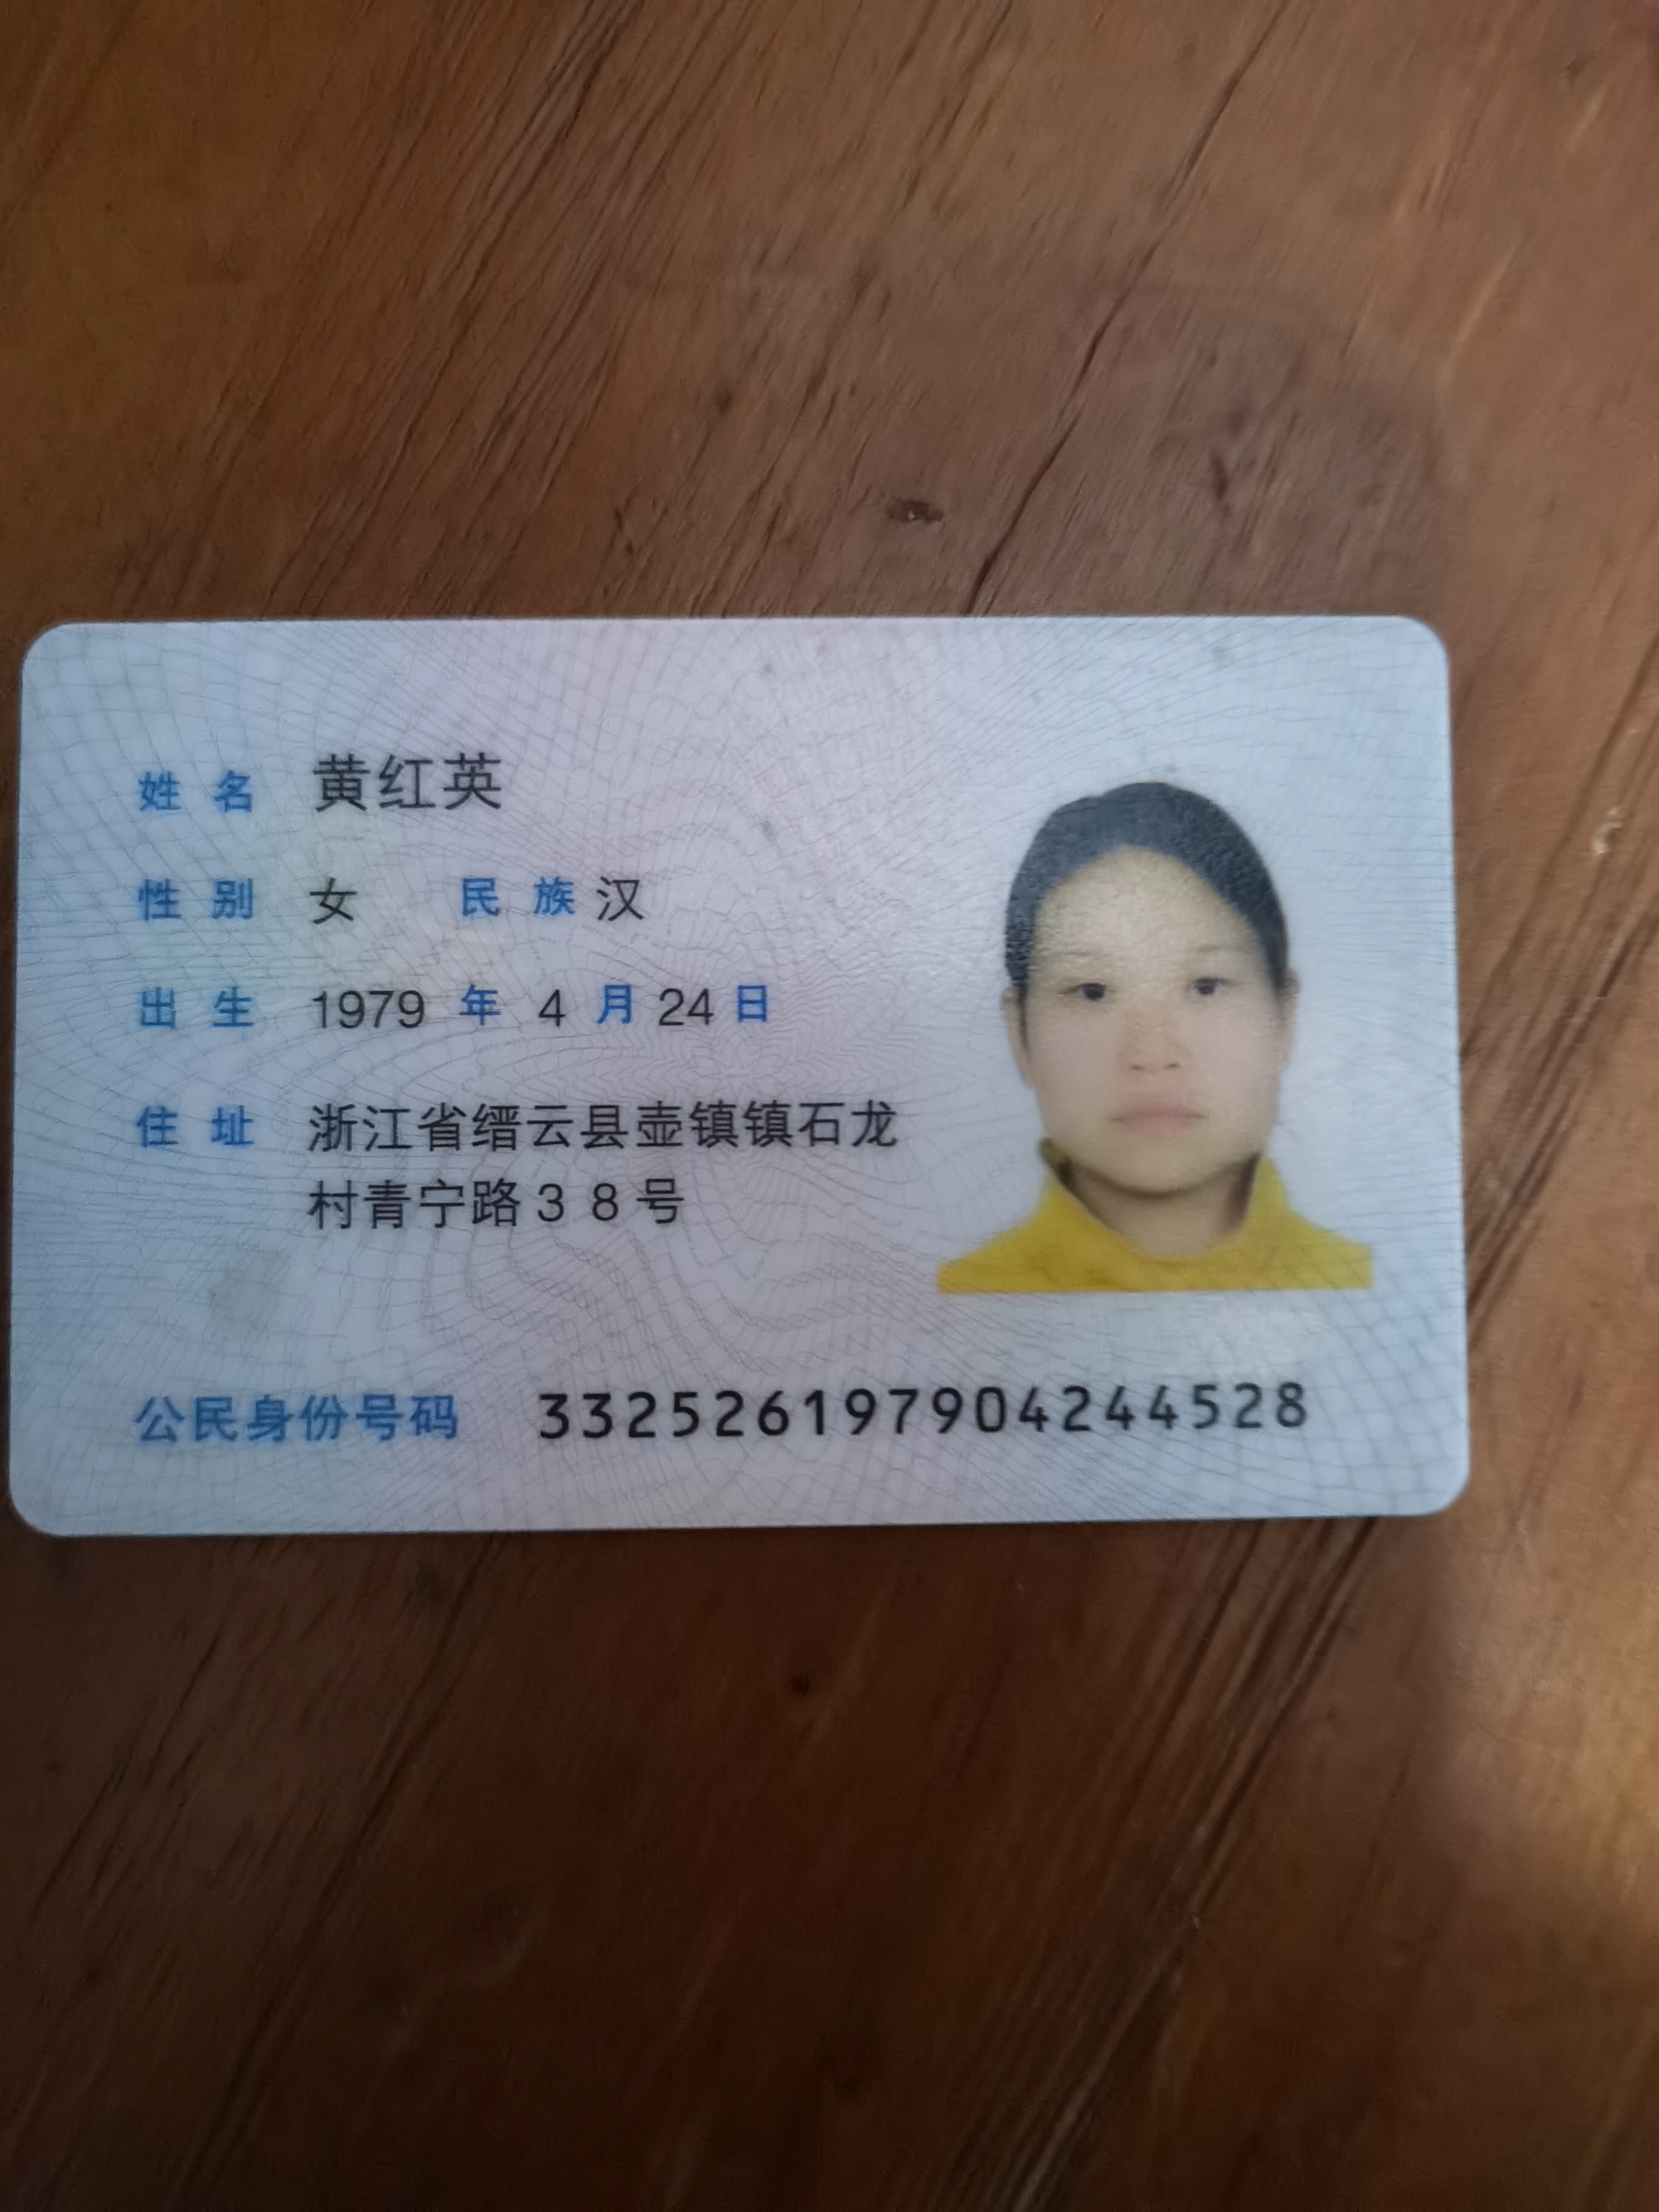 姓名 黄红英
性别 女 民族 汉
出生 1979 年 4 月 24 日
住址 浙江省缙云县壶镇镇石龙
村青宁路38号
公民身份号码 332526197904244528